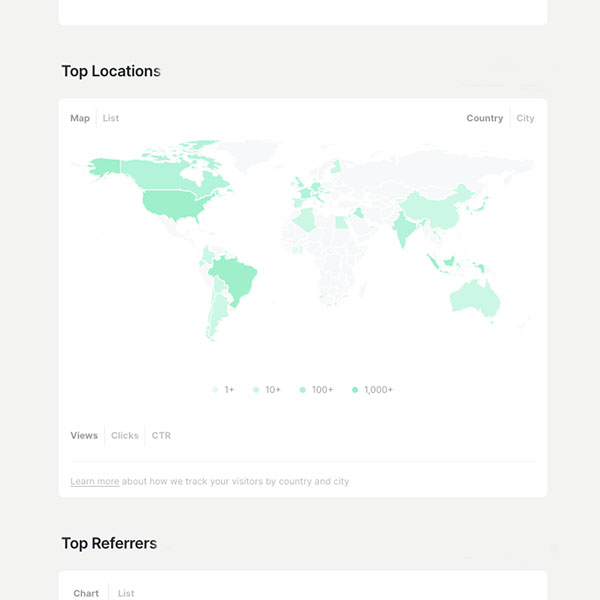 Top Locations
Map List Country City
1+ 10+ 100+ 1,000+
Views Clicks CTR
Learn more about how we track your visitors by country and city
Top Referrers
Chart List